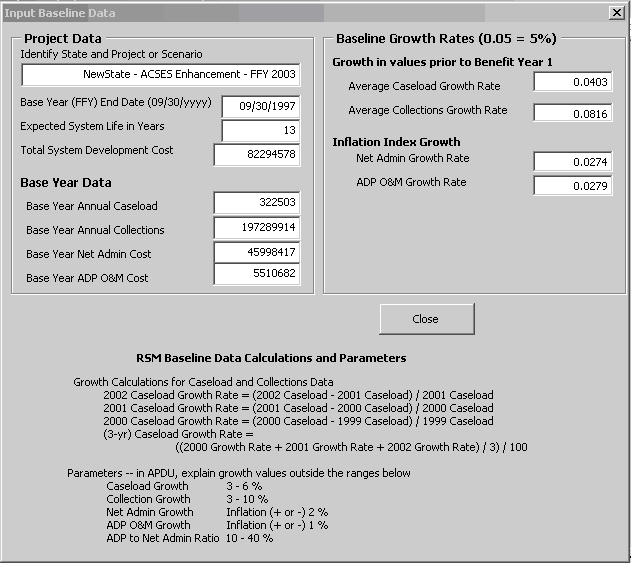 Input Baseline Data
Project Data
Identify State and Project or Scenario
NewState - ACSES Enhancement - FFY 2003
Base Year (FFY) End Date (09/30/yyyy) 09/30/1997
Expected System Life in Years 13
Total System Development Cost 82294578
Base Year Data
Base Year Annual Caseload 322503
Base Year Annual Collections 197289914
Base Year Net Admin Cost 45998417
Base Year ADP O&M Cost 5510682
Baseline Growth Rates (0.05 = 5%)
Growth in values prior to Benefit Year 1
Average Caseload Growth Rate 0.0403
Average Collections Growth Rate 0.0816
Inflation Index Growth
Net Admin Growth Rate 0.0274
ADP O&M Growth Rate 0.0279
Close
RSM Baseline Data Calculations and Parameters
Growth Calculations for Caseload and Collections Data
2002 Caseload Growth Rate = (2002 Caseload - 2001 Caseload) / 2001 Caseload
2001 Caseload Growth Rate = (2001 Caseload - 2000 Caseload) / 2000 Caseload
2000 Caseload Growth Rate = (2000 Caseload - 1999 Caseload) / 1999 Caseload
(3-yr) Caseload Growth Rate =
((2000 Growth Rate + 2001 Growth Rate + 2002 Growth Rate) / 3) / 100
Parameters -- in APDU, explain growth values outside the ranges below
Caseload Growth 3 - 6 %
Collection Growth 3 - 10 %
Net Admin Growth Inflation (+ or -) 2 %
ADP O&M Growth Inflation (+ or -) 1 %
ADP to Net Admin Ratio 10 - 40 %